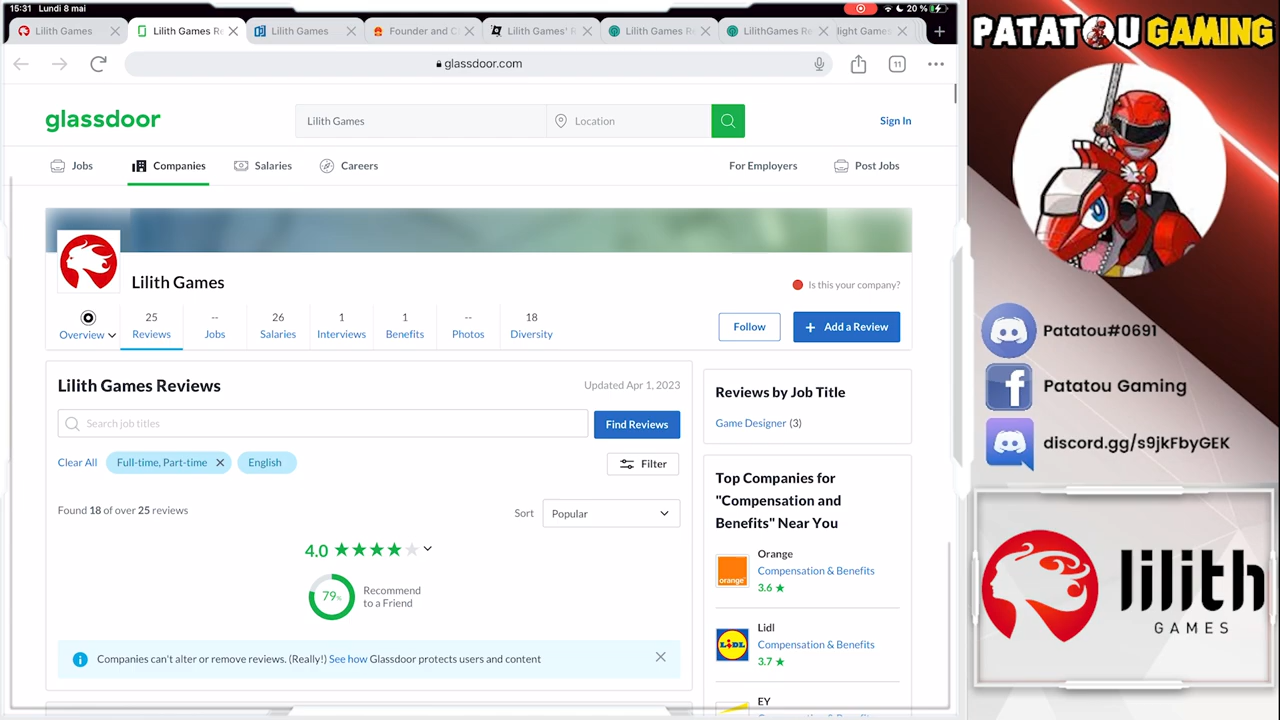 15:31 Lundi 8 mai
20 %
Lilith Games
Lilith Games Re
Lilith Games
Founder and C
Lilith Games' R
Lilith Games Re
LilithGames Re
light Games
glassdoor.com
11
glassdoor
Lilith Games
Location
Sign In
Jobs
Companies
Salaries
Careers
For Employers
Post Jobs
Lilith Games
Is this your company?
Overview
25
Reviews
--
Jobs
26
Salaries
1
Interviews
1
Benefits
--
Photos
18
Diversity
Follow
+ Add a Review
Lilith Games Reviews
Updated Apr 1, 2023
Search job titles
Find Reviews
Clear All
Full-time, Part-time
English
Filter
Found 18 of over 25 reviews
Sort
Popular
4.0
79%
Recommend
to a Friend
Companies can't alter or remove reviews. (Really!) See how Glassdoor protects users and content
Reviews by Job Title
Game Designer (3)
Top Companies for
"Compensation and
Benefits" Near You
orange
Orange
Compensation & Benefits
3.6 ★
LIDL
Lidl
Compensation & Benefits
3.7 ★
EY
PATATOU GAMING
Patatou#0691
Patatou Gaming
discord.gg/s9jkFbyGEK
lilith
GAMES